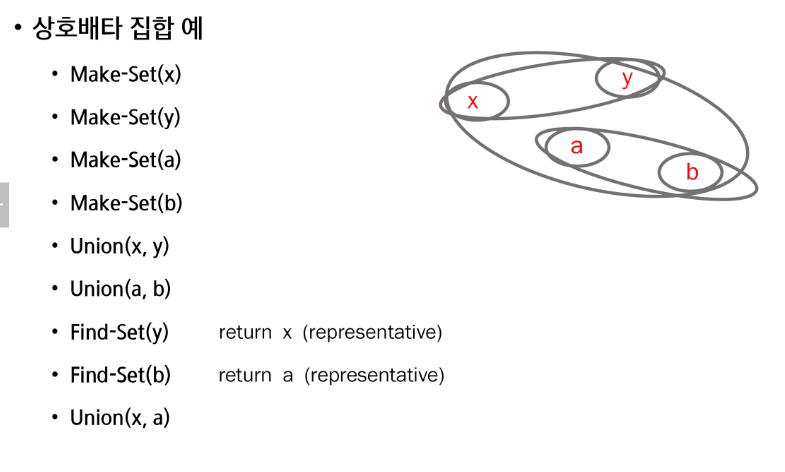 • 상호배타 집합 예
• Make-Set(x)
• Make-Set(y)
• Make-Set(a)
• Make-Set(b)
• Union(x, y)
• Union(a, b)
• Find-Set(y) return x (representative)
• Find-Set(b) return a (representative)
• Union(x, a)
x
y
a
b